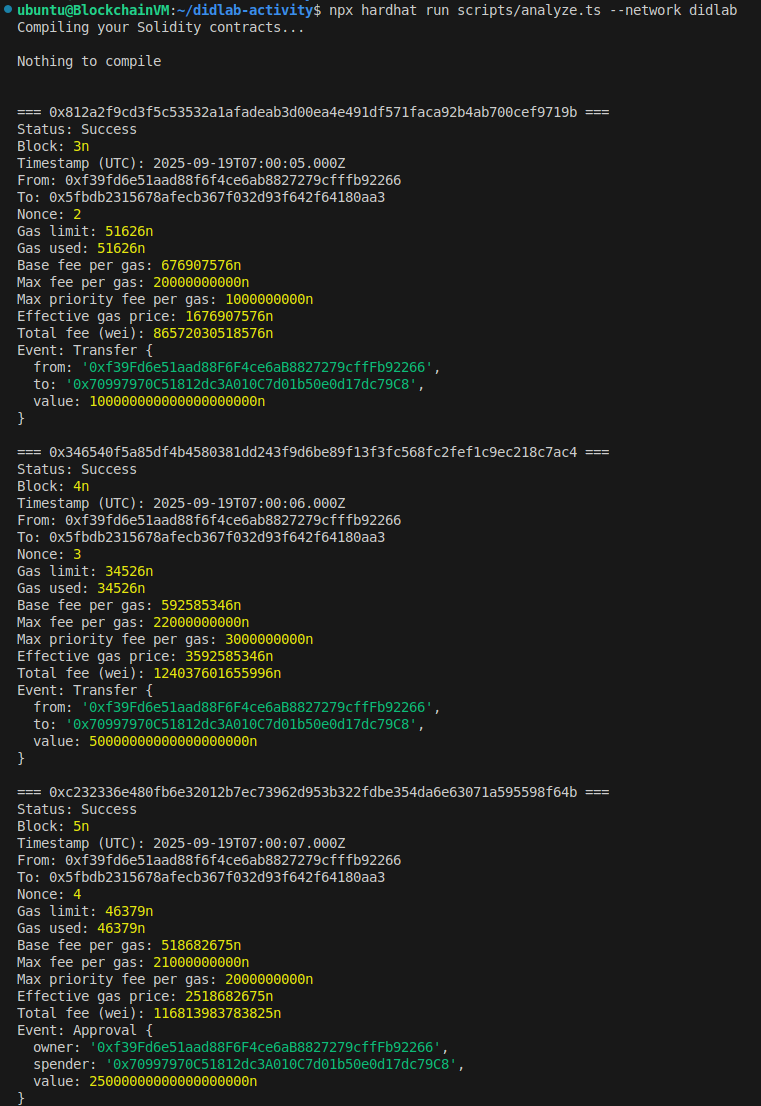 ubuntu@BlockchainVM:~/didlab-activity$ npx hardhat run scripts/analyze.ts --network didlab
Compiling your Solidity contracts...
Nothing to compile
=== 0x812a2f9cd3f5c53532a1afadeab3d00ea4e491df571faca92b4ab700cef9719b ===
Status: Success
Block: 3n
Timestamp (UTC): 2025-09-19T07:00:05.000Z
From: 0xf39fd6e51aad88f6f4ce6ab8827279cfffb92266
To: 0x5fbdb2315678afecb367f032d93f642f64180aa3
Nonce: 2
Gas limit: 51626n
Gas used: 51626n
Base fee per gas: 676907576n
Max fee per gas: 20000000000n
Max priority fee per gas: 1000000000n
Effective gas price: 1676907576n
Total fee (wei): 86572030518576n
Event: Transfer {
  from: '0xf39Fd6e51aad88F6F4ce6aB8827279cffFb92266',
  to: '0x70997970C51812dc3A010C7d01b50e0d17dc79C8',
  value: 100000000000000000000n
}
=== 0x346540f5a85df4b4580381dd243f9d6be89f13f3fc568fc2fef1c9ec218c7ac4 ===
Status: Success
Block: 4n
Timestamp (UTC): 2025-09-19T07:00:06.000Z
From: 0xf39fd6e51aad88f6f4ce6ab8827279cfffb92266
To: 0x5fbdb2315678afecb367f032d93f642f64180aa3
Nonce: 3
Gas limit: 34526n
Gas used: 34526n
Base fee per gas: 592585346n
Max fee per gas: 22000000000n
Max priority fee per gas: 3000000000n
Effective gas price: 3592585346n
Total fee (wei): 124037601655996n
Event: Transfer {
  from: '0xf39Fd6e51aad88F6F4ce6aB8827279cffFb92266',
  to: '0x70997970C51812dc3A010C7d01b50e0d17dc79C8',
  value: 50000000000000000000n
}
=== 0xc232336e480fb6e32012b7ec73962d953b322fdbe354da6e63071a595598f64b ===
Status: Success
Block: 5n
Timestamp (UTC): 2025-09-19T07:00:07.000Z
From: 0xf39fd6e51aad88f6f4ce6ab8827279cfffb92266
To: 0x5fbdb2315678afecb367f032d93f642f64180aa3
Nonce: 4
Gas limit: 46379n
Gas used: 46379n
Base fee per gas: 518682675n
Max fee per gas: 21000000000n
Max priority fee per gas: 2000000000n
Effective gas price: 2518682675n
Total fee (wei): 116813983783825n
Event: Approval {
  owner: '0xf39Fd6e51aad88F6F4ce6aB8827279cffFb92266',
  spender: '0x70997970C51812dc3A010C7d01b50e0d17dc79C8',
  value: 25000000000000000000n
}